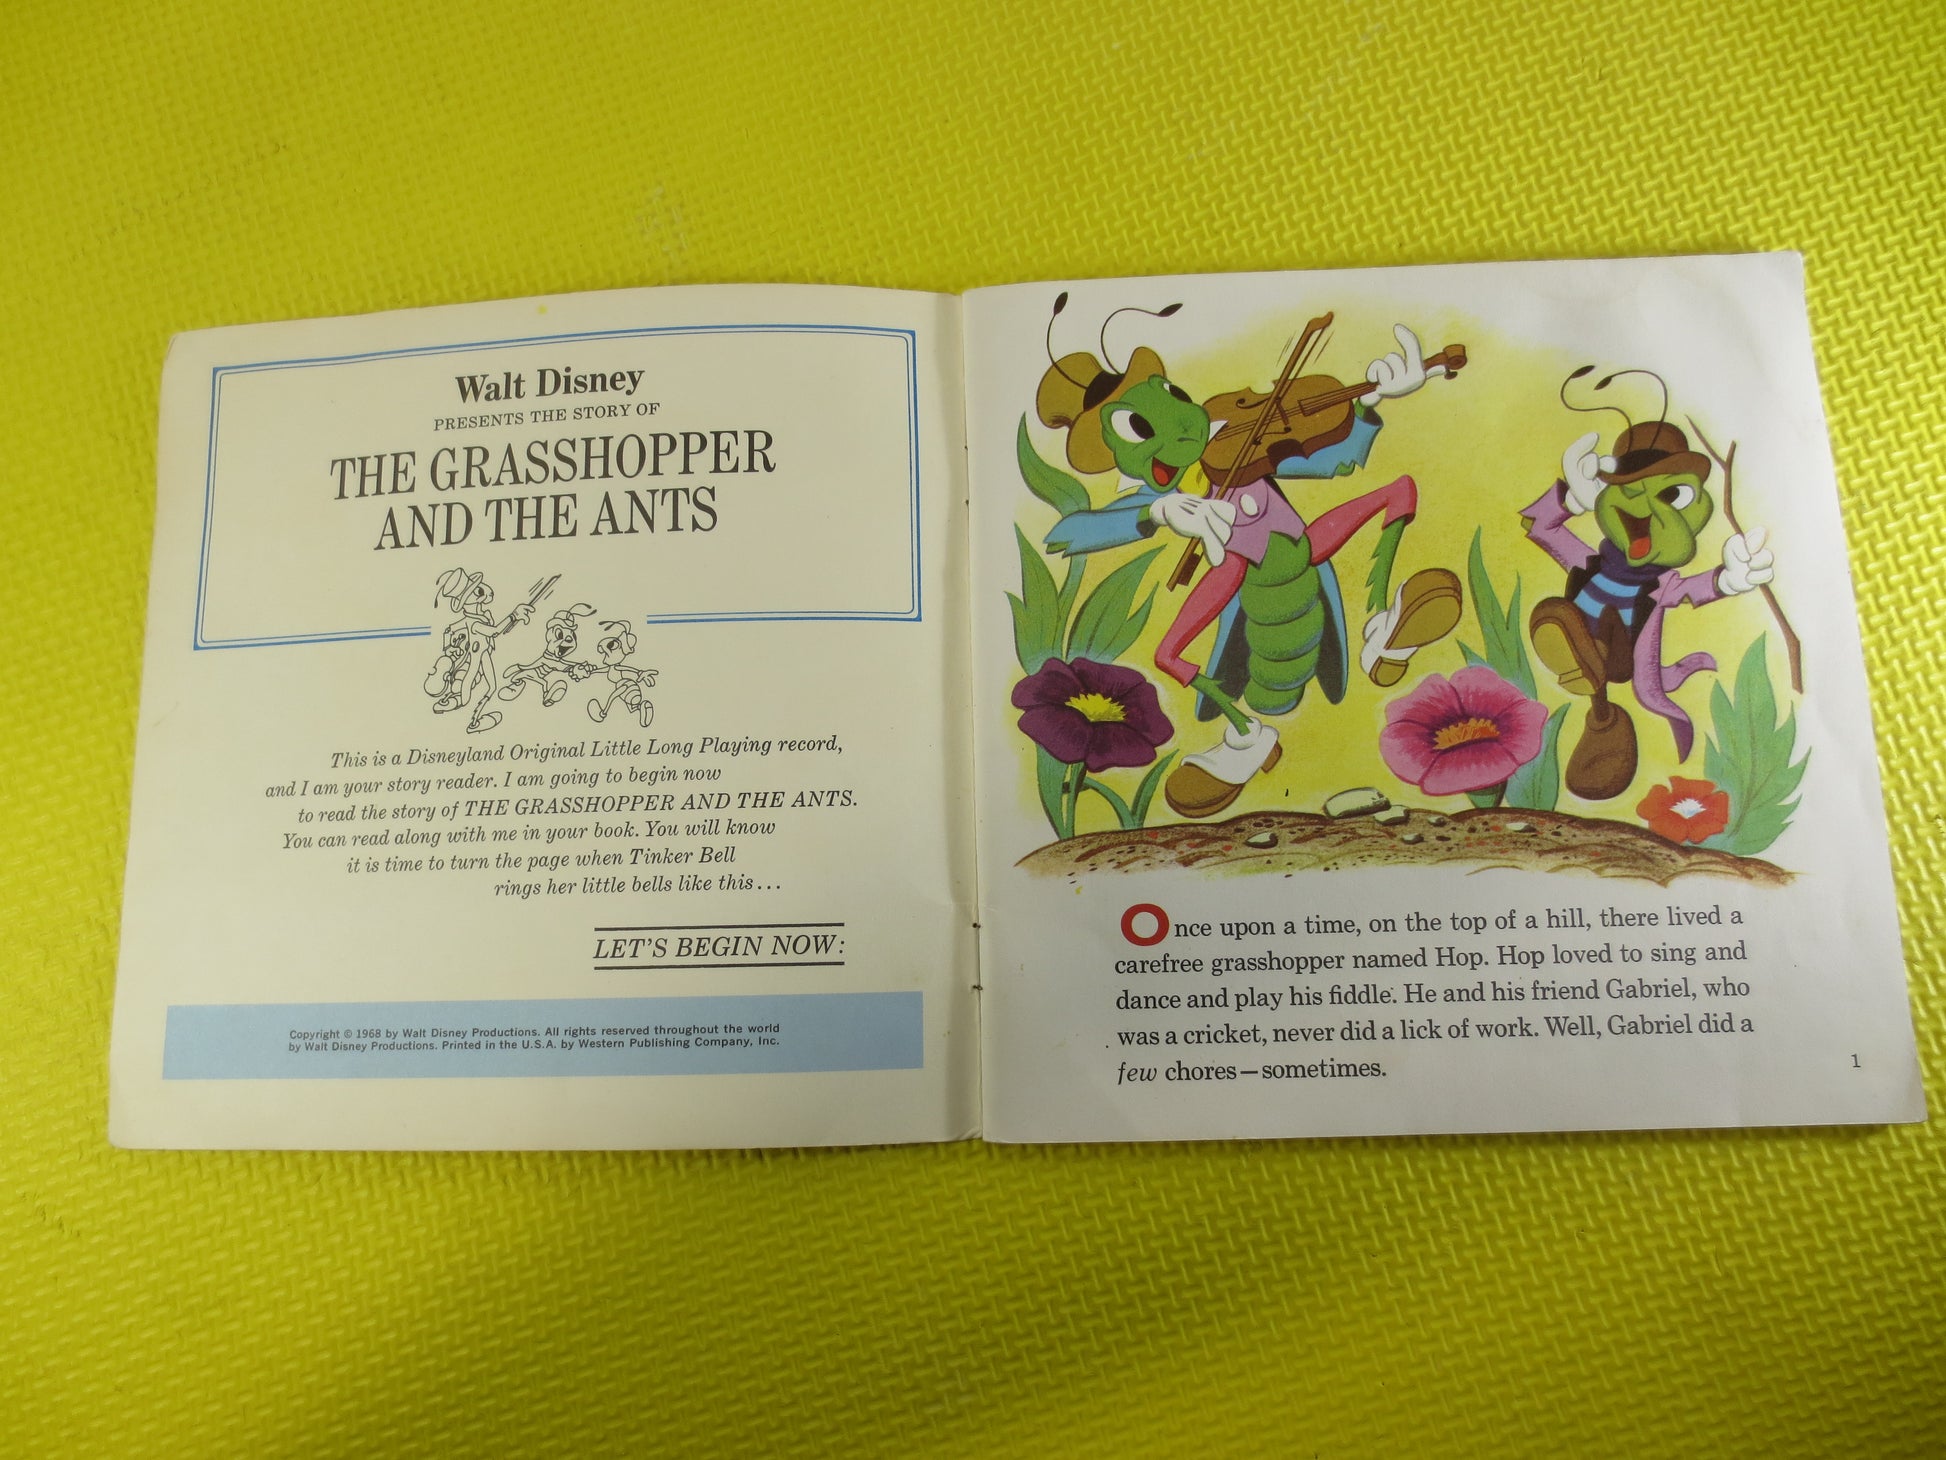 Walt Disney
PRESENTS THE STORY OF
THE GRASSHOPPER
AND THE ANTS
This is a Disneyland Original Little Long Playing record,
and I am your story reader. I am going to begin now
to read the story of THE GRASSHOPPER AND THE ANTS.
You can read along with me in your book. You will know
it is time to turn the page when Tinker Bell
rings her little bells like this...
LET'S BEGIN NOW:
Copyright © 1968 by Walt Disney Productions. All rights reserved throughout the world
by Walt Disney Productions. Printed in the U.S.A. by Western Publishing Company, Inc.
Once upon a time, on the top of a hill, there lived a
carefree grasshopper named Hop. Hop loved to sing and
dance and play his fiddle. He and his friend Gabriel, who
was a cricket, never did a lick of work. Well, Gabriel did a
few chores—sometimes.
1